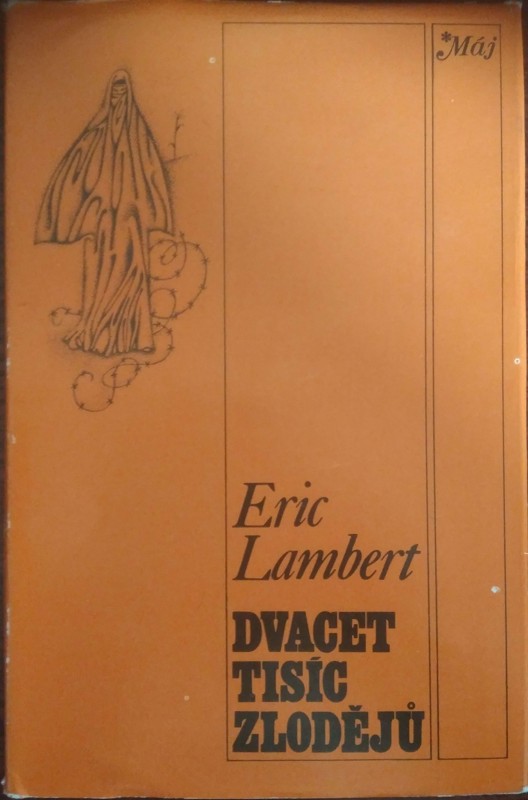 *Máj
Eric
Lambert
DVACET
TISÍC
ZLODĚJŮ